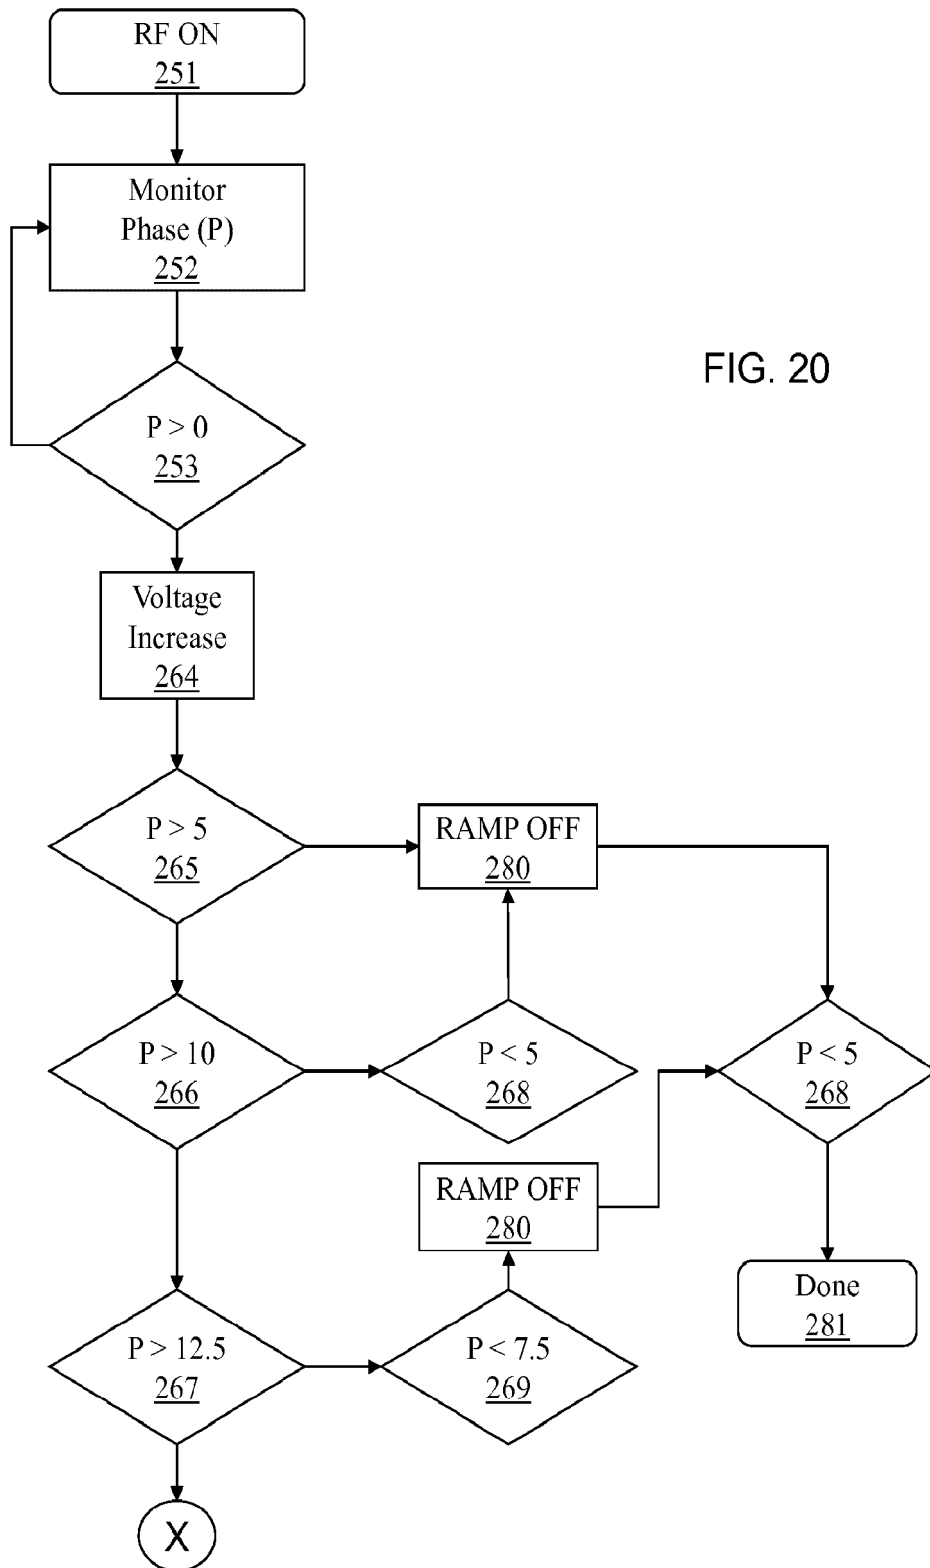 RF ON
251
Monitor
Phase (P)
252
FIG. 20
P > 0
253
Voltage
Increase
264
P > 5
265
RAMP OFF
280
P > 10
266
P < 5
268
P < 5
268
RAMP OFF
280
Done
281
P > 12.5
267
P < 7.5
269
X